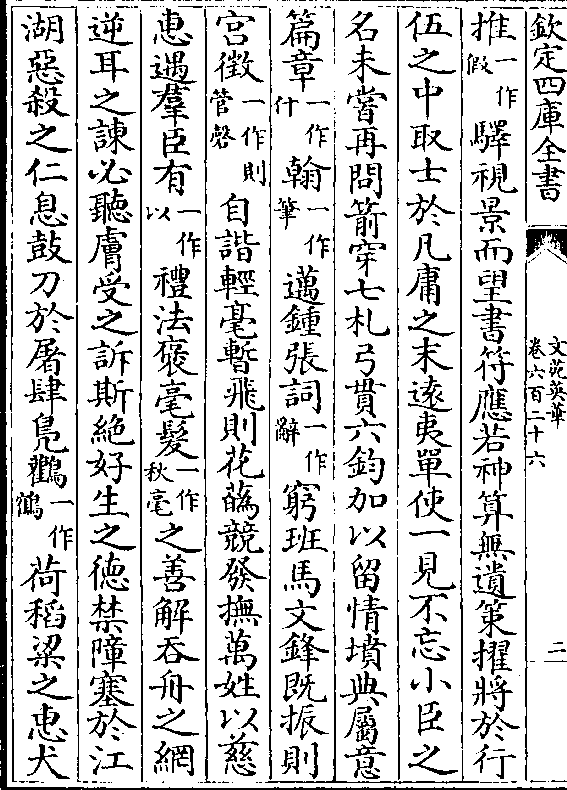 欽定四庫全書
文苑英華
卷六百二十六
二
推一作假驛視景而望書符應若神算無遺策擢將於行
伍之中取士於凡庸之末逺夷單使一見不忘小臣之
名未嘗再問箭穿七札弓貫六鈞加以留情墳典屬意
篇章一作什翰一作筆邁鍾張詞一作辭窮班馬文鋒既振則
宫徵一作則管磬自諧輕毫暫飛則花蘤競發撫萬姓以慈
恵遇羣臣有一作以禮法褒毫髮一作秋毫之善解吞舟之網
逆耳之諫必聽膚受之訴斯絶好生之徳禁障塞於江
湖惡殺之仁息鼓刀於屠肆鳬鸛一作鶴荷稻粱之恵犬